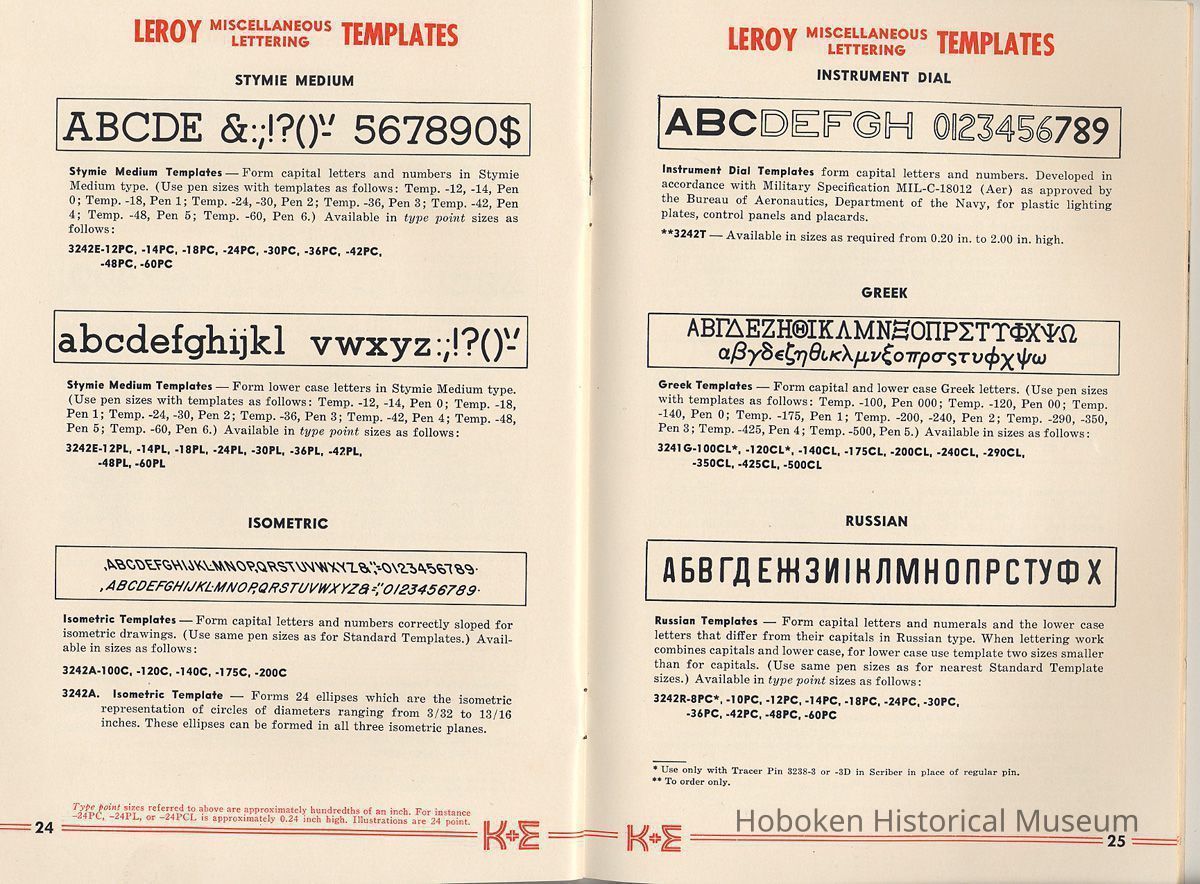 LEROY MISCELLANEOUS LETTERING TEMPLATES
STYMIE MEDIUM
ABCDE &:;!?()-'" 567890$
Stymie Medium Templates — Form capital letters and numbers in Stymie
Medium type. (Use pen sizes with templates as follows: Temp. -12, -14, Pen
0; Temp. -18, Pen 1; Temp. -24, -30, Pen 2; Temp. -36, Pen 3; Temp. -42, Pen
4; Temp. -48, Pen 5; Temp. -60, Pen 6.) Available in type point sizes as
follows:
3242E-12PC, -14PC, -18PC, -24PC, -30PC, -36PC, -42PC,
-48PC, -60PC
abcdefghijkl vwxyz:;!?()-'"
Stymie Medium Templates — Form lower case letters in Stymie Medium type.
(Use pen sizes with templates as follows: Temp. -12, -14, Pen 0; Temp. -18,
Pen 1; Temp. -24, -30, Pen 2; Temp. -36, Pen 3; Temp. -42, Pen 4; Temp. -48,
Pen 5; Temp. -60, Pen 6.) Available in type point sizes as follows:
3242E-12PL, -14PL, -18PL, -24PL, -30PL, -36PL, -42PL,
-48PL, -60PL
ISOMETRIC
,ABCDEFGHIJKLMNOP,QRSTUVWXYZ&:,"=0123456789·
,ABCDEFGHIJKL-MNOP,QRSTUVWXYZ&=;"0123456789·
Isometric Templates — Form capital letters and numbers correctly sloped for
isometric drawings. (Use same pen sizes as for Standard Templates.) Avail-
able in sizes as follows:
3242A-100C, -120C, -140C, -175C, -200C
3242A. Isometric Template — Forms 24 ellipses which are the isometric
representation of circles of diameters ranging from 3/32 to 13/16
inches. These ellipses can be formed in all three isometric planes.
Type point sizes referred to above are approximately hundredths of an inch. For instance
-24PC, -24PL, or -24PCL is approximately 0.24 inch high. Illustrations are 24 point.
24
K+E
LEROY MISCELLANEOUS LETTERING TEMPLATES
INSTRUMENT DIAL
ABCDEFGH 0123456789
Instrument Dial Templates form capital letters and numbers. Developed in
accordance with Military Specification MIL-C-18012 (Aer) as approved by
the Bureau of Aeronautics, Department of the Navy, for plastic lighting
plates, control panels and placards.
**3242T — Available in sizes as required from 0.20 in. to 2.00 in. high.
GREEK
ΑΒΓΔΕΖΗΘΙΚΛΜΝΞΟΠΡΣΤΥΦΧΨΩ
αβγδεζηθικλμνξοπρσςτυφχψω
Greek Templates — Form capital and lower case Greek letters. (Use pen sizes
with templates as follows: Temp. -100, Pen 000; Temp. -120, Pen 00; Temp.
-140, Pen 0; Temp. -175, Pen 1; Temp. -200, -240, Pen 2; Temp. -290, -350,
Pen 3; Temp. -425, Pen 4; Temp. -500, Pen 5.) Available in sizes as follows:
3241G-100CL*, -120CL*, -140CL, -175CL, -200CL, -240CL, -290CL,
-350CL, -425CL, -500CL
RUSSIAN
АБВГДЕЖЗИІКЛМНОПРСТУФХ
Russian Templates — Form capital letters and numerals and the lower case
letters that differ from their capitals in Russian type. When lettering work
combines capitals and lower case, for lower case use template two sizes smaller
than for capitals. (Use same pen sizes as for nearest Standard Template
sizes.) Available in type point sizes as follows:
3242R-8PC*, -10PC, -12PC, -14PC, -18PC, -24PC, -30PC,
-36PC, -42PC, -48PC, -60PC
* Use only with Tracer Pin 3238-3 or -3D in Scriber in place of regular pin.
** To order only.
Hoboken Historical Museum
K+E
25